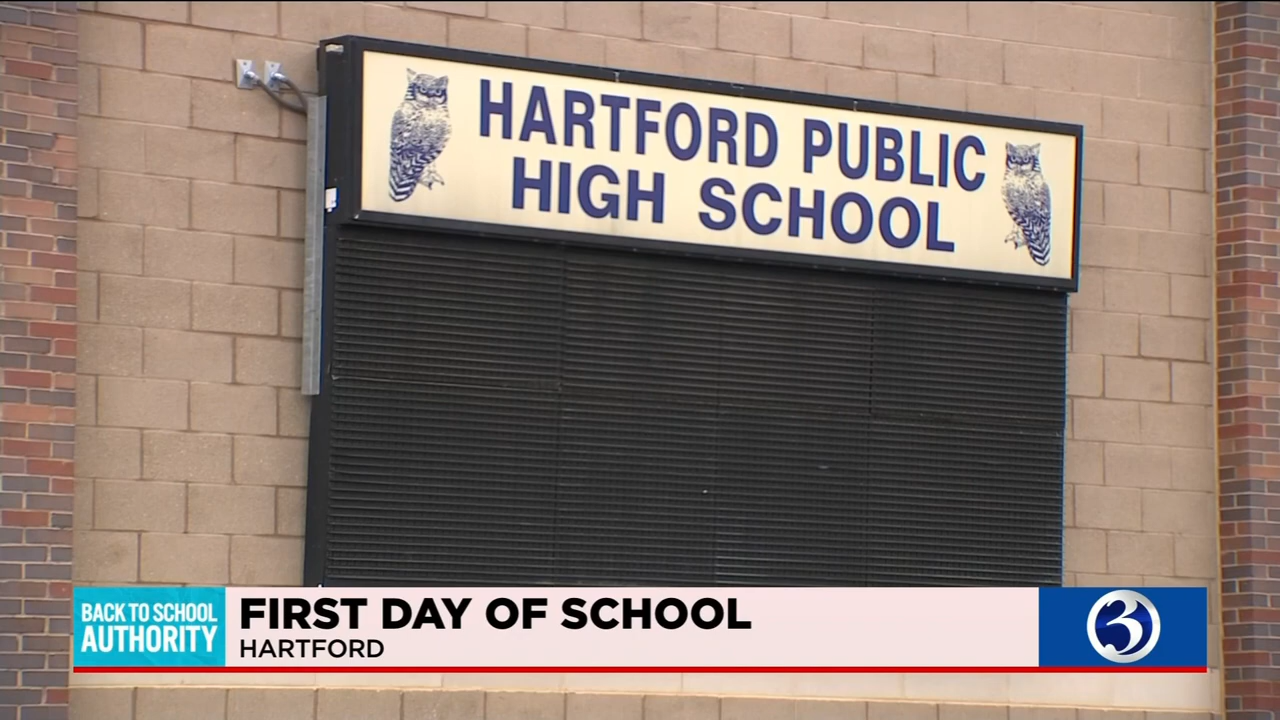 HARTFORD PUBLIC
HIGH SCHOOL
BACK TO SCHOOL
AUTHORITY
FIRST DAY OF SCHOOL
HARTFORD
3